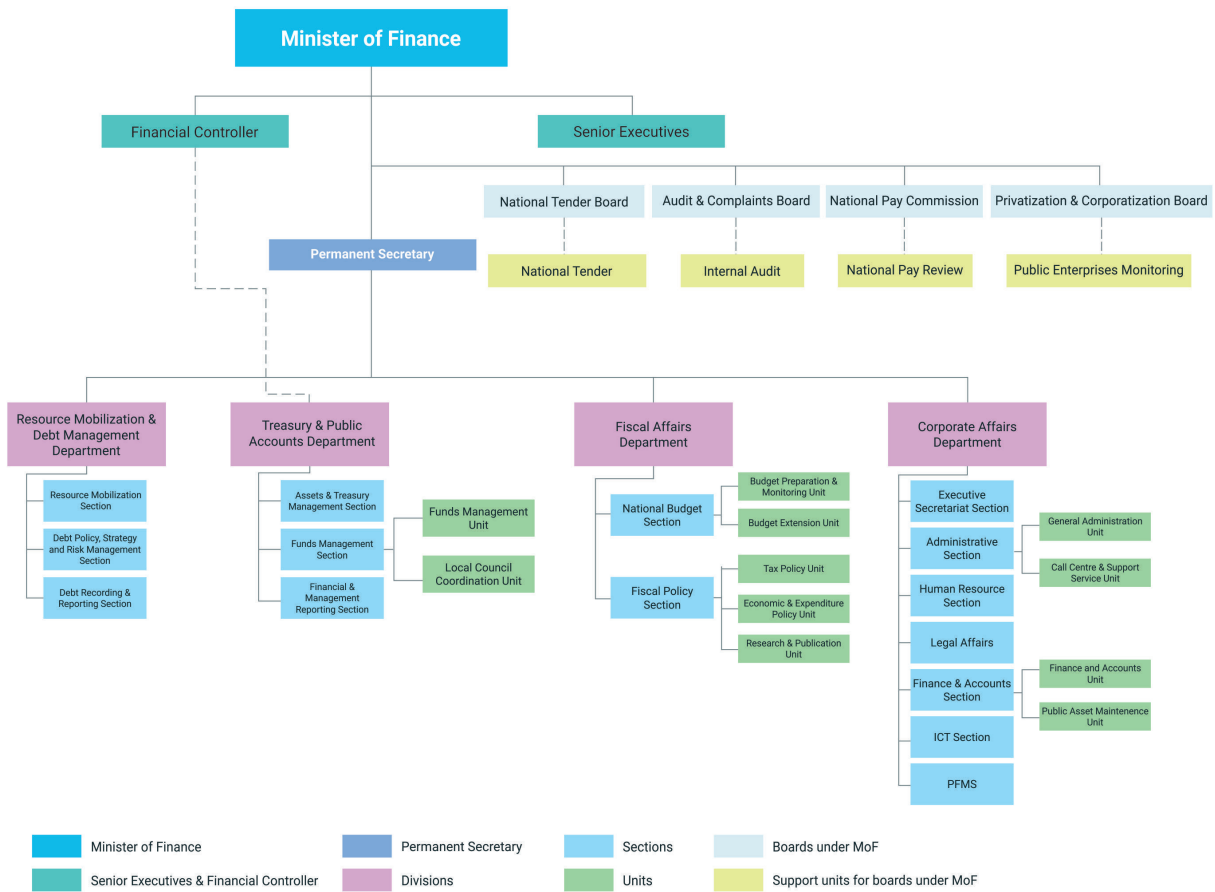 Minister of Finance
Financial Controller
Senior Executives
National Tender Board
Audit & Complaints Board
National Pay Commission
Privatization & Corporatization Board
Permanent Secretary
National Tender
Internal Audit
National Pay Review
Public Enterprises Monitoring
Resource Mobilization &
Debt Management
Department
Resource Mobilization
Section
Debt Policy, Strategy
and Risk Management
Section
Debt Recording &
Reporting Section
Treasury & Public
Accounts Department
Assets & Treasury
Management Section
Funds Management
Section
Financial &
Management
Reporting Section
Funds Management
Unit
Local Council
Coordination Unit
Fiscal Affairs
Department
National Budget
Section
Budget Preparation &
Monitoring Unit
Budget Extension Unit
Fiscal Policy
Section
Tax Policy Unit
Economic & Expenditure
Policy Unit
Research & Publication
Unit
Corporate Affairs
Department
Executive
Secretariat Section
Administrative
Section
General Administration
Unit
Call Centre & Support
Service Unit
Human Resource
Section
Legal Affairs
Finance & Accounts
Section
Finance and Accounts
Unit
Public Asset Maintenence
Unit
ICT Section
PFMS
Minister of Finance
Permanent Secretary
Sections
Boards under MoF
Senior Executives & Financial Controller
Divisions
Units
Support units for boards under MoF